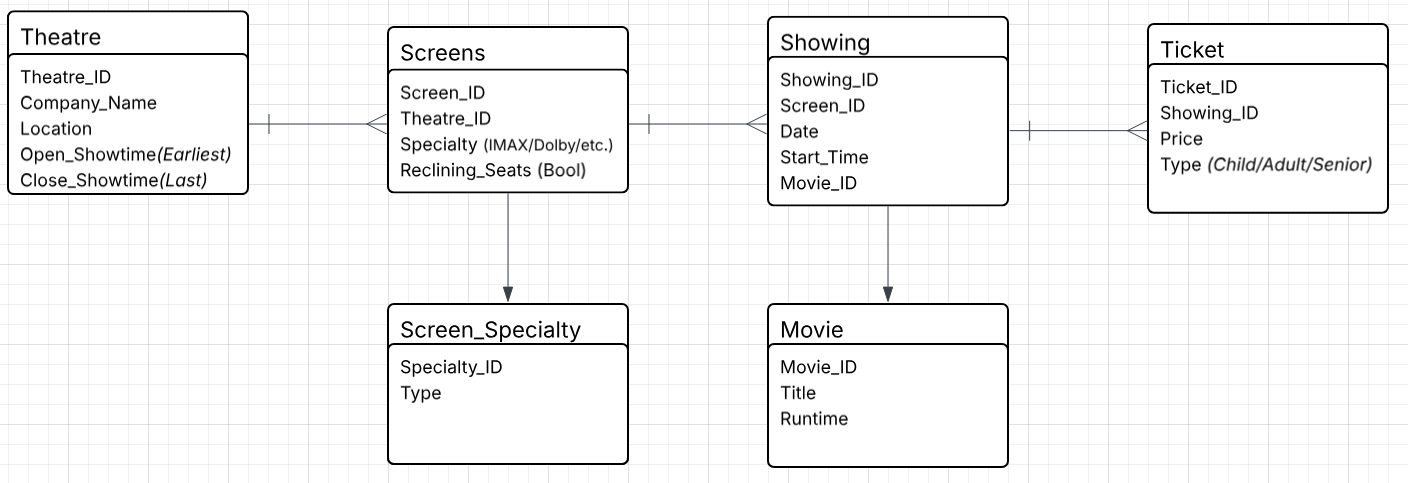 Theatre
Theatre_ID
Company_Name
Location
Open_Showtime(Earliest)
Close_Showtime(Last)
Screens
Screen_ID
Theatre_ID
Specialty (IMAX/Dolby/etc.)
Reclining_Seats (Bool)
Showing
Showing_ID
Screen_ID
Date
Start_Time
Movie_ID
Ticket
Ticket_ID
Showing_ID
Price
Type (Child/Adult/Senior)
Screen_Specialty
Specialty_ID
Type
Movie
Movie_ID
Title
Runtime